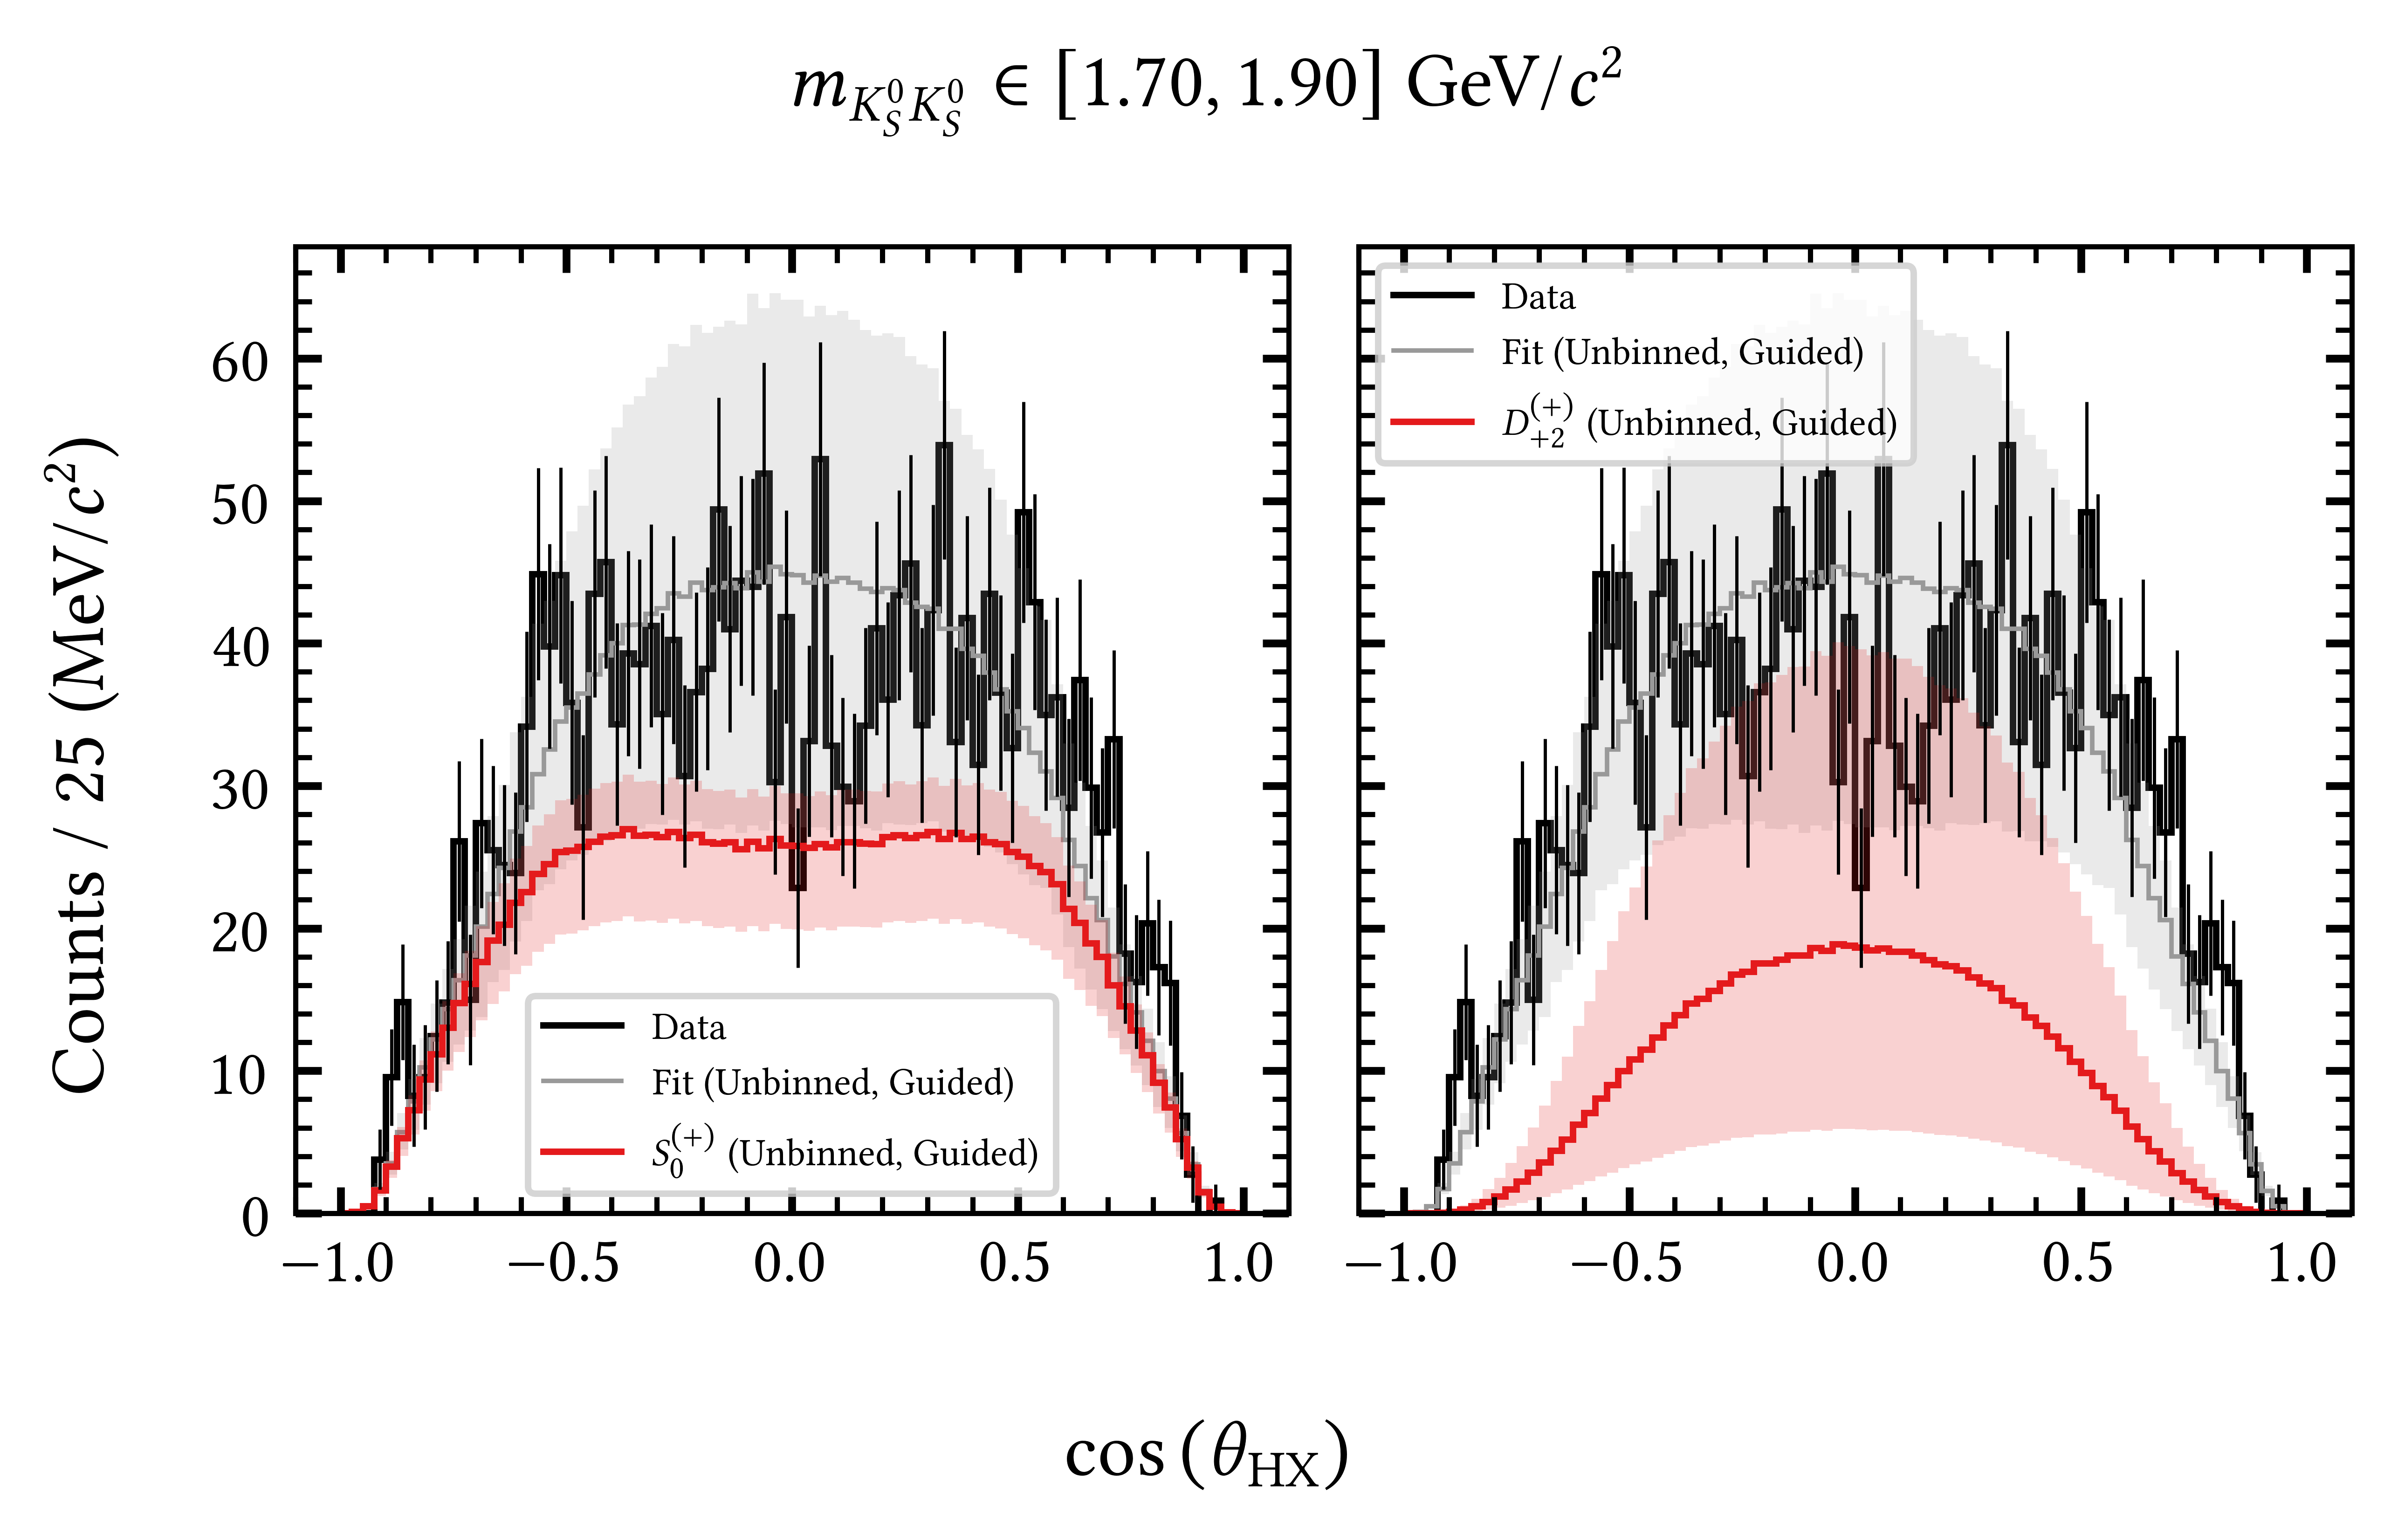 m_{K_S^0 K_S^0} ∈ [1.70, 1.90] GeV/c²
Counts / 25 (MeV/c²)
60
50
40
30
20
10
0
Data
Fit (Unbinned, Guided)
S_0^{(+)} (Unbinned, Guided)
−1.0 −0.5 0.0 0.5 1.0
Data
Fit (Unbinned, Guided)
D_{+2}^{(+)} (Unbinned, Guided)
−1.0 −0.5 0.0 0.5 1.0
cos (θ_{HX})